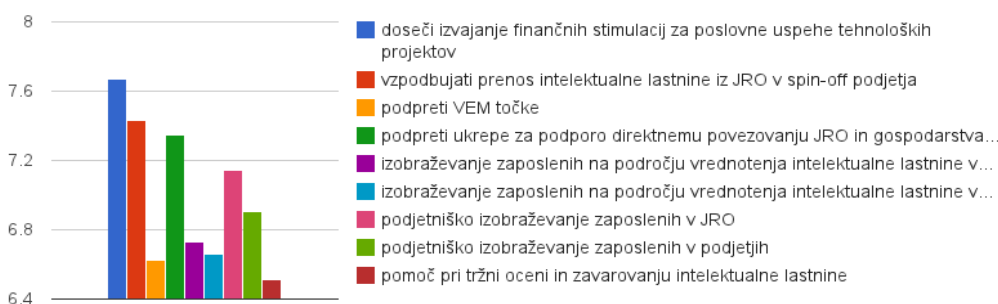 8
7.6
7.2
6.8
6.4
doseči izvajanje finančnih stimulacij za poslovne uspehe tehnoloških
projektov
vzpodbujati prenos intelektualne lastnine iz JRO v spin-off podjetja
podpreti VEM točke
podpreti ukrepe za podporo direktnemu povezovanju JRO in gospodarstva...
izobraževanje zaposlenih na področju vrednotenja intelektualne lastnine v...
izobraževanje zaposlenih na področju vrednotenja intelektualne lastnine v...
podjetniško izobraževanje zaposlenih v JRO
podjetniško izobraževanje zaposlenih v podjetjih
pomoč pri tržni oceni in zavarovanju intelektualne lastnine